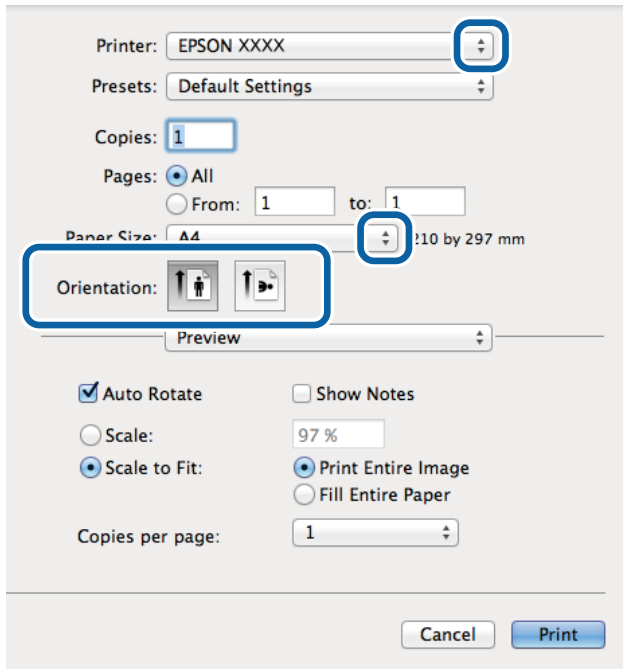 Printer: EPSON XXXX
Presets: Default Settings
Copies: 1
Pages: All
From: 1 to: 1
Paper Size: A4 210 by 297 mm
Orientation:
Preview
Auto Rotate Show Notes
Scale: 97 %
Scale to Fit: Print Entire Image
Fill Entire Paper
Copies per page: 1
Cancel Print